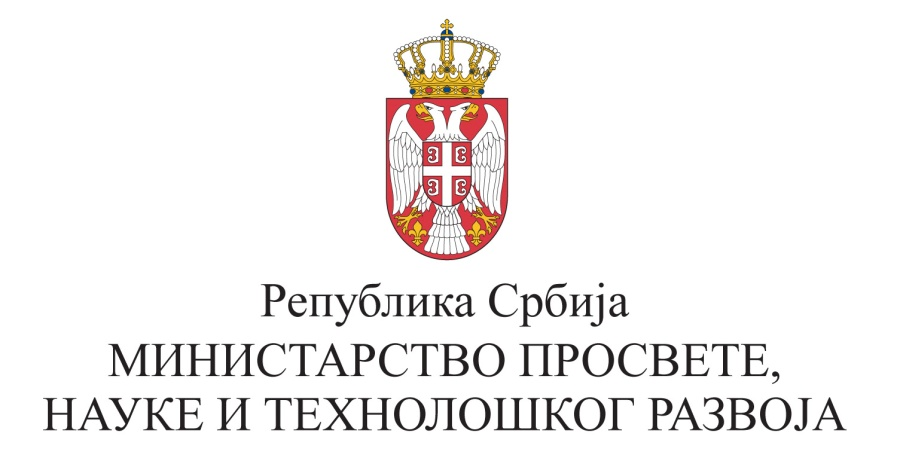 Република Србија
МИНИСТАРСТВО ПРОСВЕТЕ,
НАУКЕ И ТЕХНОЛОШКОГ РАЗВОЈА